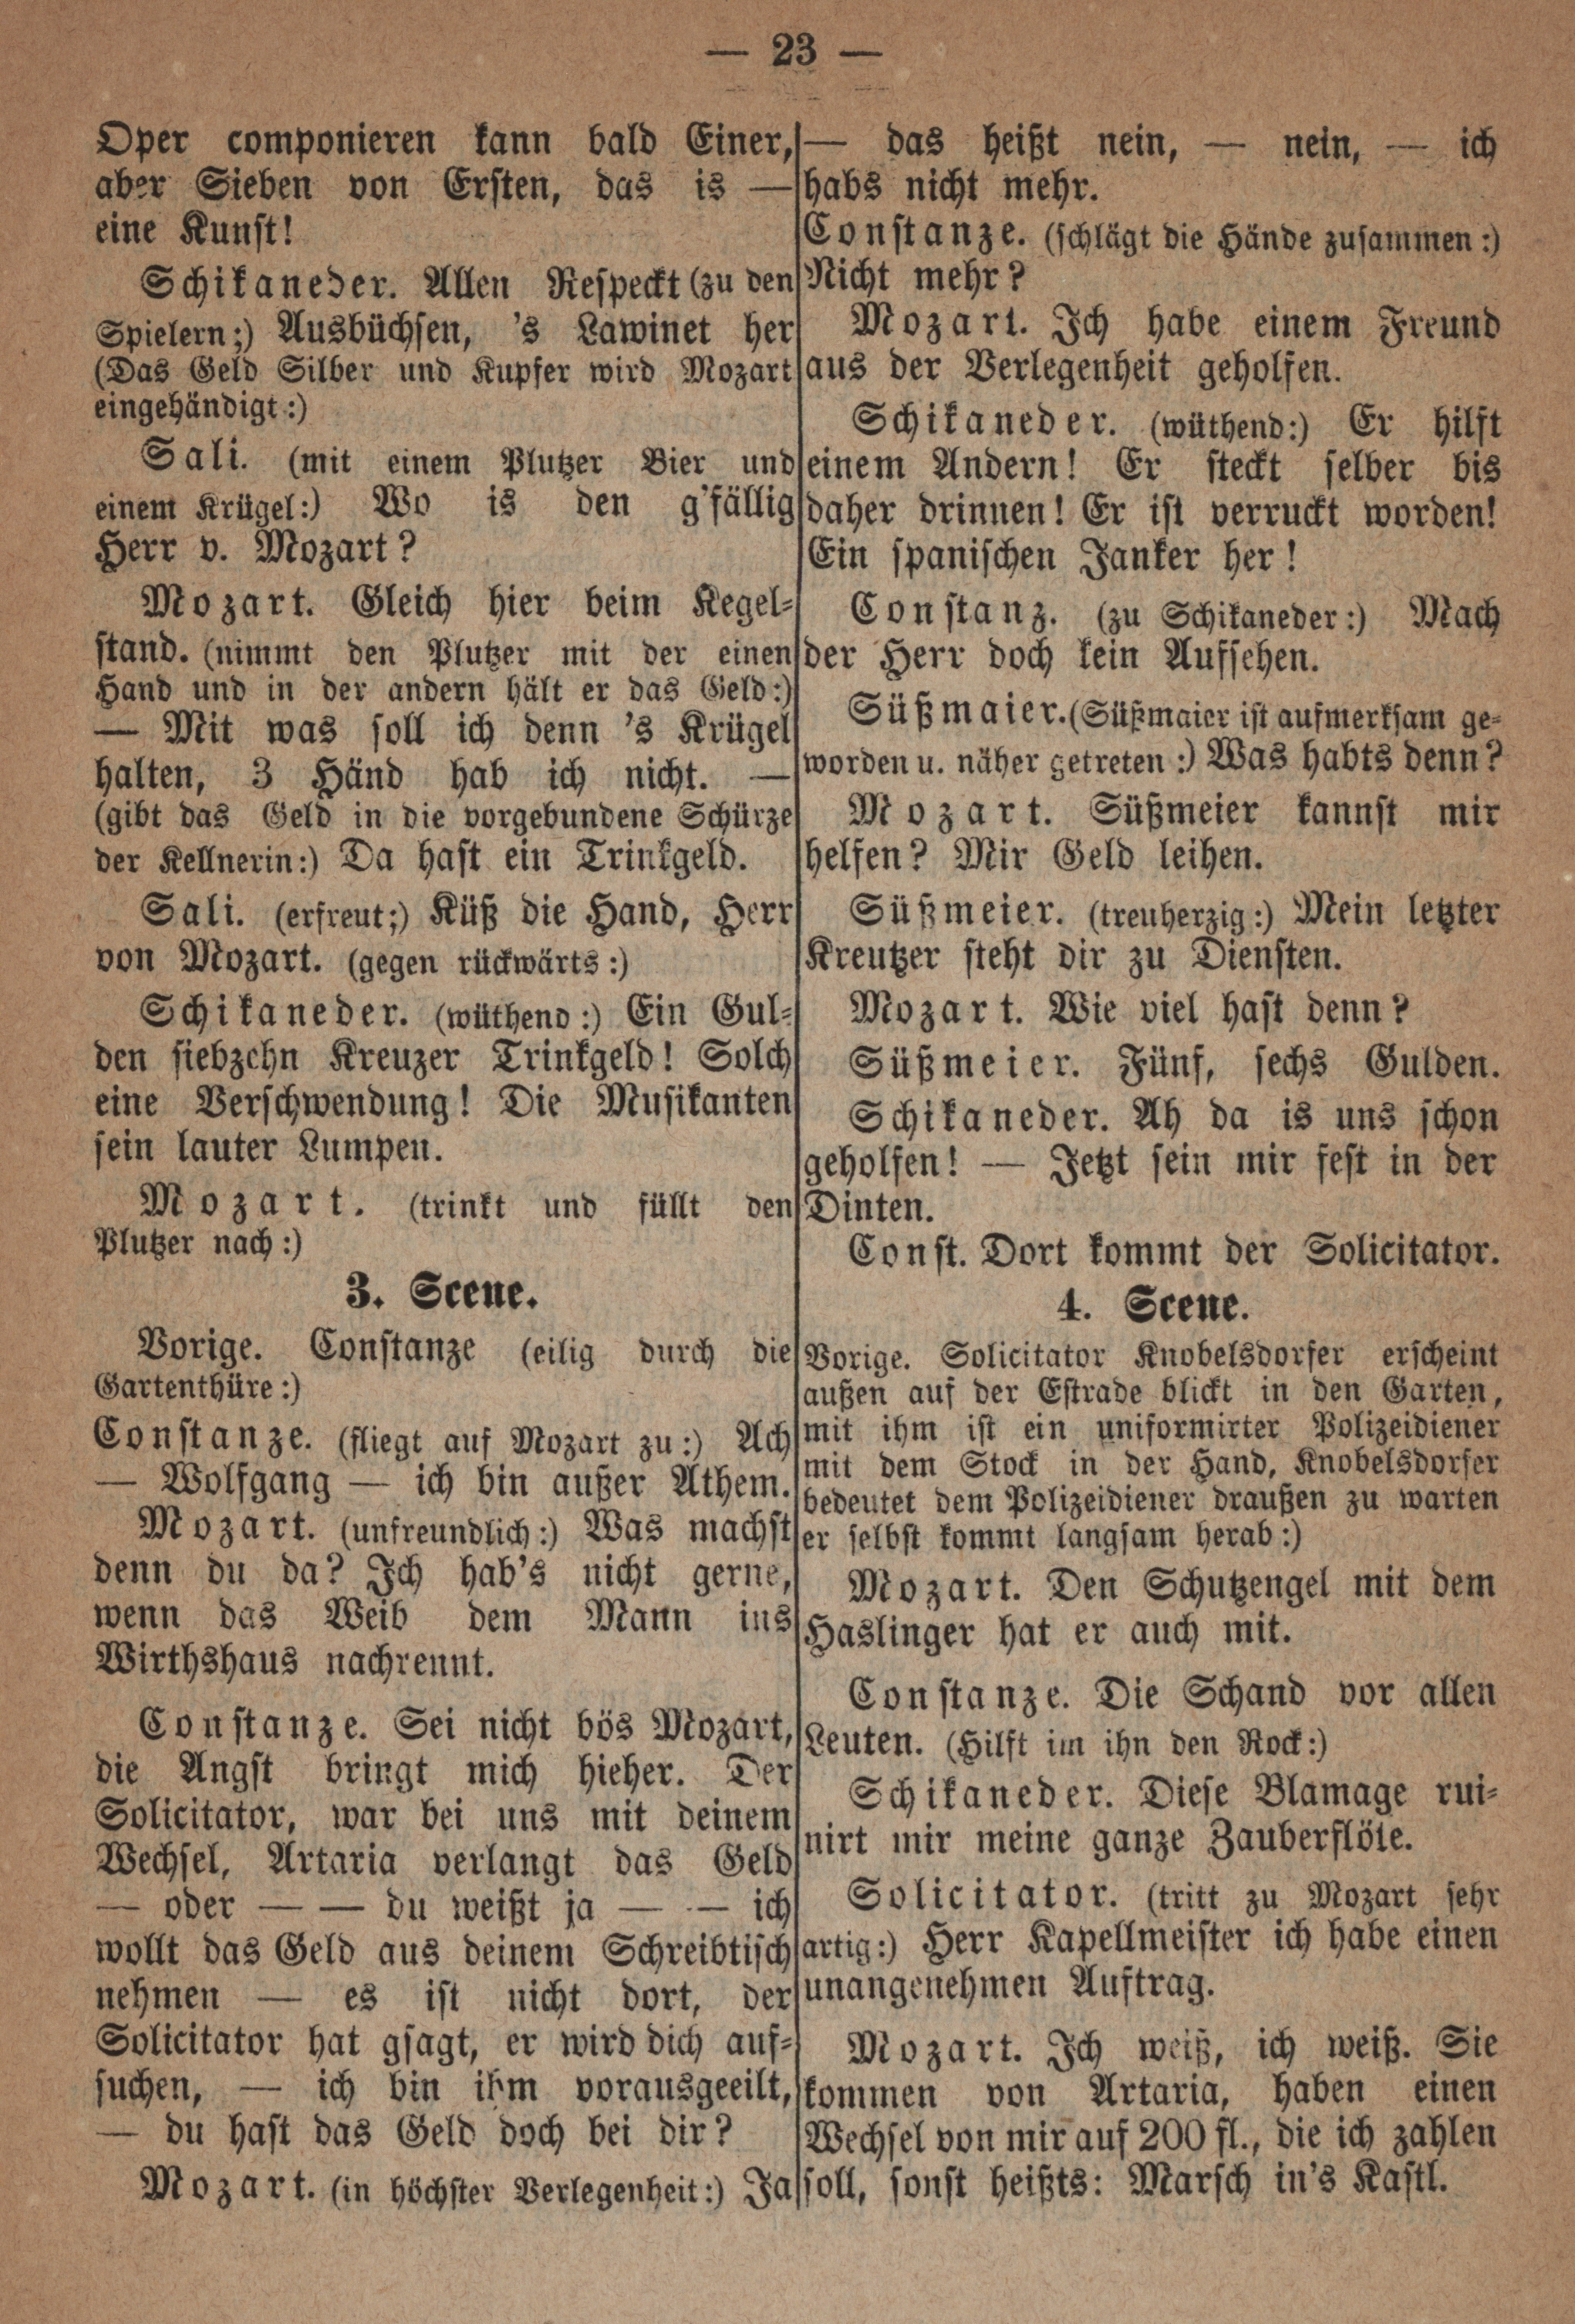 — 23 —
Oper componieren kann bald Einer,
aber Sieben von Ersten, das is —
eine Kunst!
Schikaneder. Allen Respeckt (zu den
Spielern;) Ausbüchsen, 's Lawinet her
(Das Geld Silber und Kupfer wird Mozart
eingehändigt:)
Sali. (mit einem Plutzer Bier und
einem Krügel:) Wo is den g'fällig
Herr v. Mozart?
Mozart. Gleich hier beim Kegel-
stand. (nimmt den Plutzer mit der einen
Hand und in der andern hält er das Geld:)
— Mit was soll ich denn 's Krügel
halten, 3 Händ hab ich nicht. —
(gibt das Geld in die vorgebundene Schürze
der Kellnerin:) Da hast ein Trinkgeld.
Sali. (erfreut;) Küß die Hand, Herr
von Mozart. (gegen rückwärts:)
Schikaneder. (wüthend:) Ein Gul-
den siebzehn Kreuzer Trinkgeld! Solch
eine Verschwendung! Die Musikanten
sein lauter Lumpen.
Mozart. (trinkt und füllt den
Plutzer nach:)
3. Scene.
Vorige. Constanze (eilig durch die
Gartenthüre:)
Constanze. (fliegt auf Mozart zu:) Ach
— Wolfgang — ich bin außer Athem.
Mozart. (unfreundlich:) Was machst
denn du da? Ich hab's nicht gerne,
wenn das Weib dem Mann ins
Wirthshaus nachrennt.
Constanze. Sei nicht bös Mozart,
die Angst bringt mich hieher. Der
Solicitator, war bei uns mit deinem
Wechsel, Artaria verlangt das Geld
— oder — — du weißt ja — — ich
wollt das Geld aus deinem Schreibtisch
nehmen — es ist nicht dort, der
Solicitator hat gsagt, er wird dich auf-
suchen, — ich bin ihm vorausgeeilt,
— du hast das Geld doch bei dir?
Mozart. (in höchster Verlegenheit:) Ja
— das heißt nein, — nein, — ich
habs nicht mehr.
Constanze. (schlägt die Hände zusammen:)
Nicht mehr?
Mozart. Ich habe einem Freund
aus der Verlegenheit geholfen.
Schikaneder. (wüthend:) Er hilft
einem Andern! Er steckt selber bis
daher drinnen! Er ist verruckt worden!
Ein spanischen Janker her!
Constanz. (zu Schikaneder:) Mach
der Herr doch kein Aufsehen.
Süßmaier. (Süßmaier ist aufmerksam ge-
worden u. näher getreten:) Was habts denn?
Mozart. Süßmeier kannst mir
helfen? Mir Geld leihen.
Süßmeier. (treuherzig:) Mein letzter
Kreutzer steht dir zu Diensten.
Mozart. Wie viel hast denn?
Süßmeier. Fünf, sechs Gulden.
Schikaneder. Ah da is uns schon
geholfen! — Jetzt sein mir fest in der
Dinten.
Const. Dort kommt der Solicitator.
4. Scene.
Vorige. Solicitator Knobelsdorfer erscheint
außen auf der Estrade blickt in den Garten,
mit ihm ist ein uniformirter Polizeidiener
mit dem Stock in der Hand, Knobelsdorfer
bedeutet dem Polizeidiener draußen zu warten
er selbst kommt langsam herab:)
Mozart. Den Schutzengel mit dem
Haslinger hat er auch mit.
Constanze. Die Schand vor allen
Leuten. (Hilft im ihn den Rock:)
Schikaneder. Diese Blamage rui-
nirt mir meine ganze Zauberflöte.
Solicitator. (tritt zu Mozart sehr
artig:) Herr Kapellmeister ich habe einen
unangenehmen Auftrag.
Mozart. Ich weiß, ich weiß. Sie
kommen von Artaria, haben einen
Wechsel von mir auf 200 fl., die ich zahlen
soll, sonst heißts: Marsch in's Kastl.